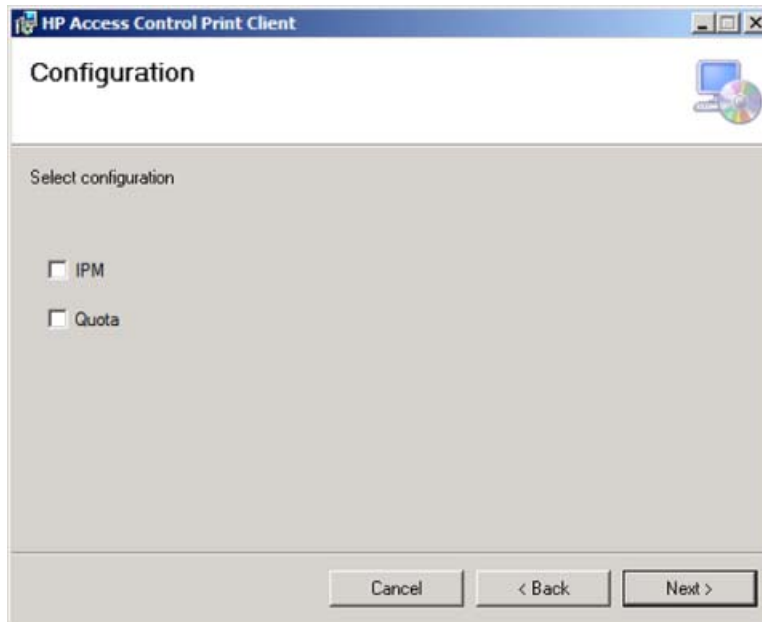 HP Access Control Print Client
Configuration
Select configuration
IPM
Quota
Cancel
< Back
Next >